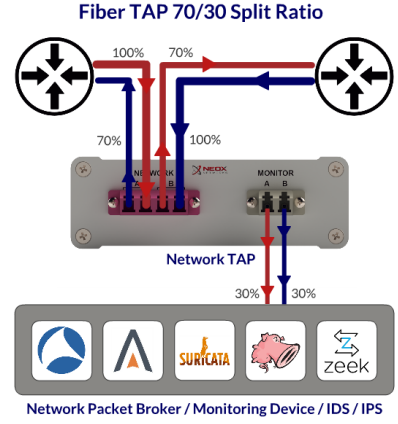 Fiber TAP 70/30 Split Ratio
100%
70%
70%
100%
NETWORK
NEOX
MONITOR
A
B
A
B
Network TAP
30%
30%
SURICATA
zeek
Network Packet Broker / Monitoring Device / IDS / IPS